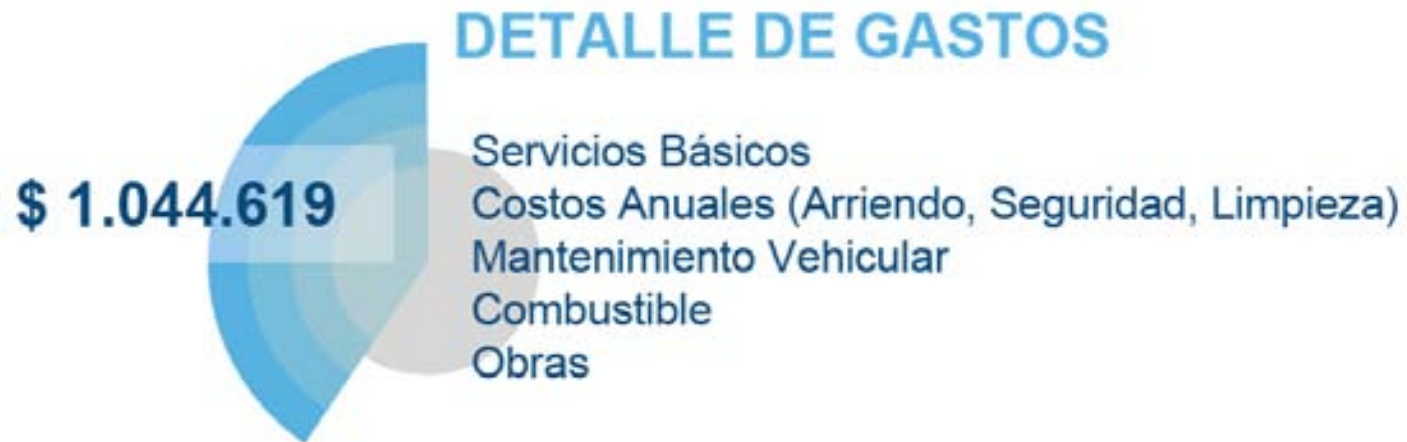 DETALLE DE GASTOS
$ 1.044.619
Servicios Básicos
Costos Anuales (Arriendo, Seguridad, Limpieza)
Mantenimiento Vehicular
Combustible
Obras